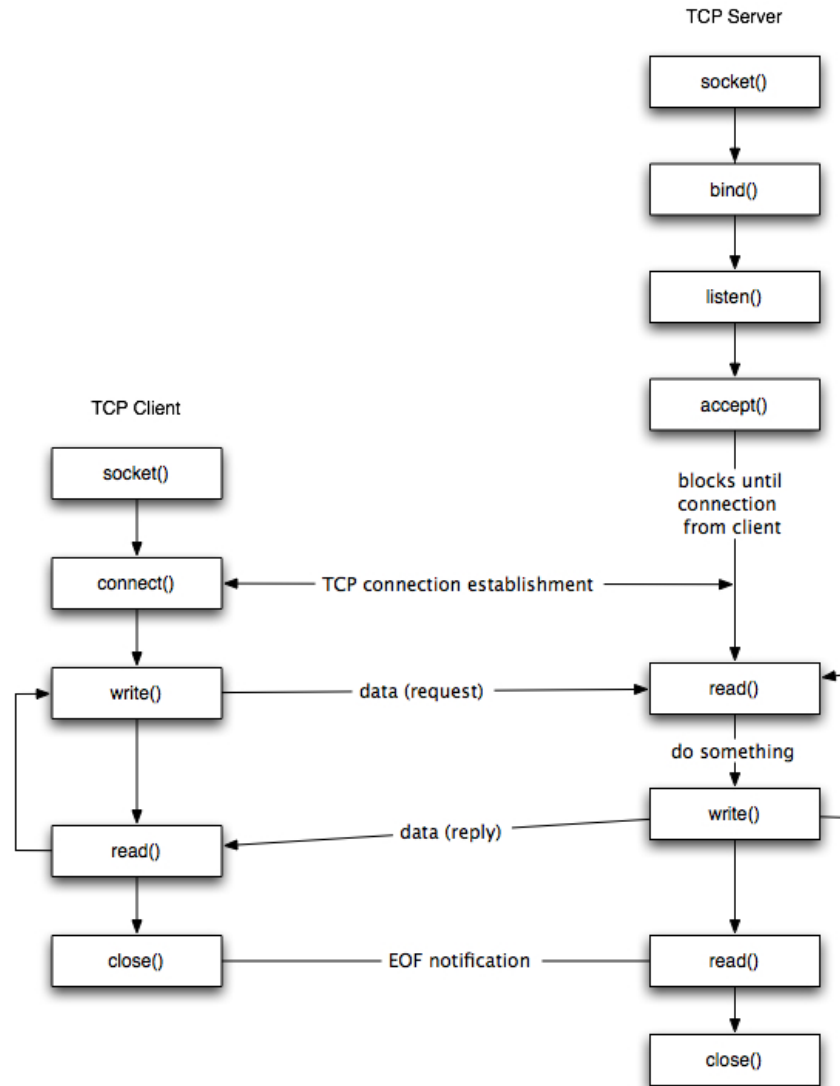 TCP Server
socket()
bind()
listen()
accept()
blocks until
connection
from client
TCP Client
socket()
connect()
TCP connection establishment
write()
data (request)
read()
do something
write()
data (reply)
read()
close()
EOF notification
read()
close()